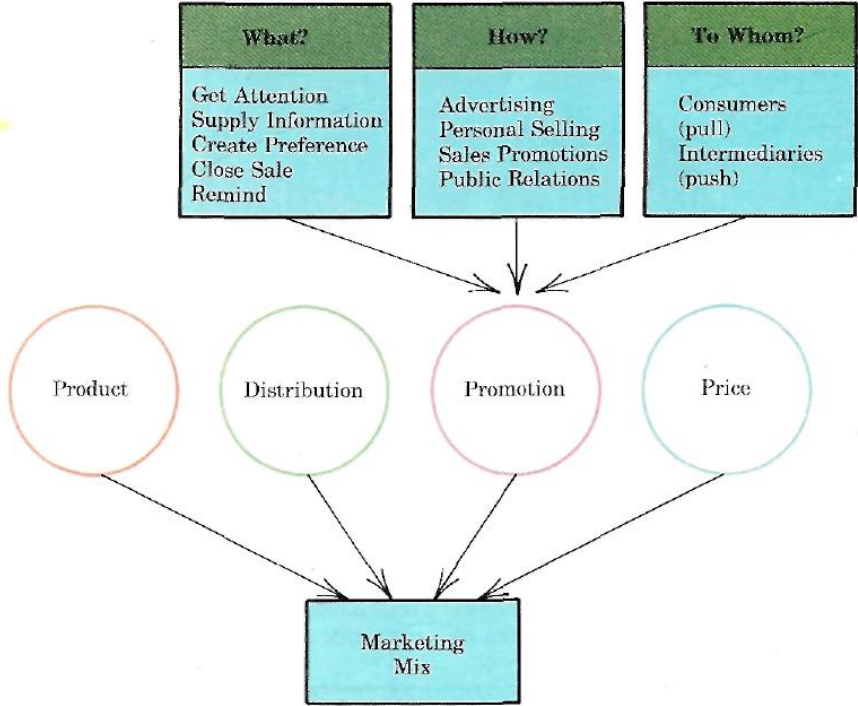 What?
Get Attention
Supply Information
Create Preference
Close Sale
Remind
How?
Advertising
Personal Selling
Sales Promotions
Public Relations
To Whom?
Consumers
(pull)
Intermediaries
(push)
Product
Distribution
Promotion
Price
Marketing
Mix